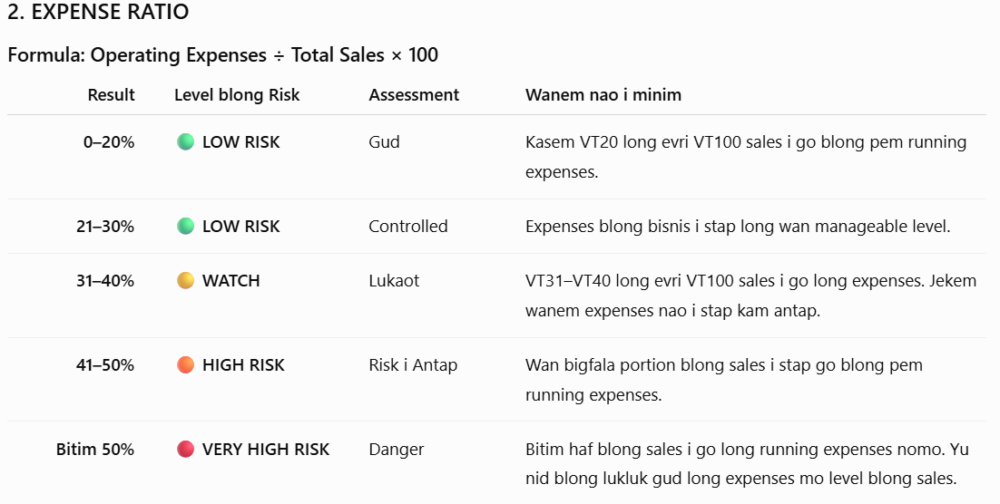 2. EXPENSE RATIO
Formula: Operating Expenses ÷ Total Sales × 100
Result Level blong Risk Assessment Wanem nao i minim
0–20% LOW RISK Gud Kasem VT20 long evri VT100 sales i go blong pem running
expenses.
21–30% LOW RISK Controlled Expenses blong bisnis i stap long wan manageable level.
31–40% WATCH Lukaot VT31–VT40 long evri VT100 sales i go long expenses. Jekem
wanem expenses nao i stap kam antap.
41–50% HIGH RISK Risk i Antap Wan bigfala portion blong sales i stap go blong pem
running expenses.
Bitim 50% VERY HIGH RISK Danger Bitim haf blong sales i go long running expenses nomo. Yu
nid blong lukluk gud long expenses mo level blong sales.